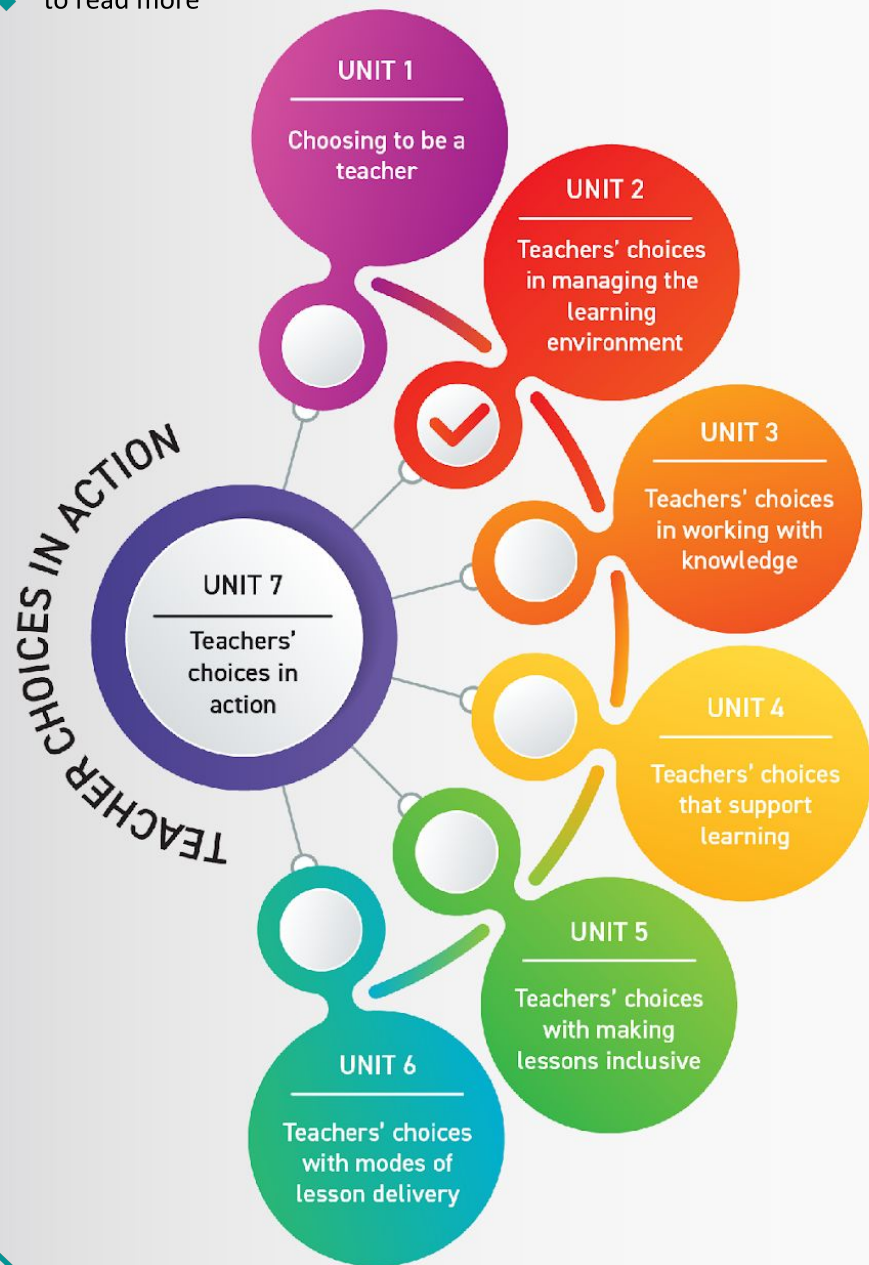 to read more
UNIT 1
Choosing to be a
teacher
UNIT 2
Teachers’ choices
in managing the
learning
environment
UNIT 3
Teachers’ choices
in working with
knowledge
TEACHER CHOICES IN ACTION
UNIT 7
Teachers’
choices in
action
UNIT 4
Teachers’ choices
that support
learning
UNIT 5
Teachers’ choices
with making
lessons inclusive
UNIT 6
Teachers’ choices
with modes of
lesson delivery